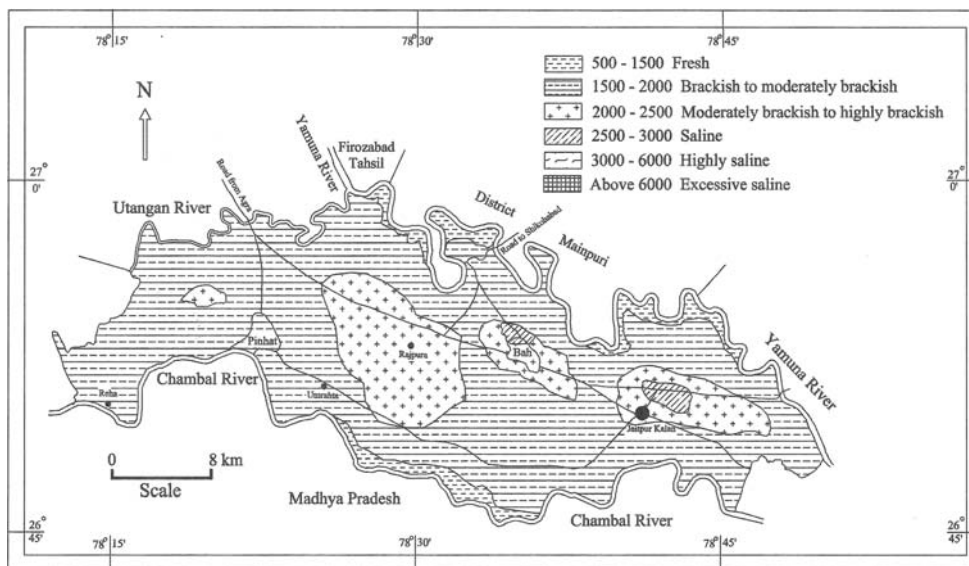 78° 15'
78° 30'
78° 45'
500 - 1500 Fresh
1500 - 2000 Brackish to moderately brackish
2000 - 2500 Moderately brackish to highly brackish
2500 - 3000 Saline
3000 - 6000 Highly saline
Above 6000 Excessive saline
N
Yamuna River
Firozabad
Tahsil
27°
0'
27°
0'
Road from Agra
Utangan River
District
Road to Shikohabad
Mainpuri
Pinhat
Rajpura
Bah
Yamuna River
Chambal River
Reha
Umrahta
Jaitpur Kalan
0 8 km
Scale
Madhya Pradesh
Chambal River
26°
45'
26°
45'
78° 15'
78° 30'
78° 45'